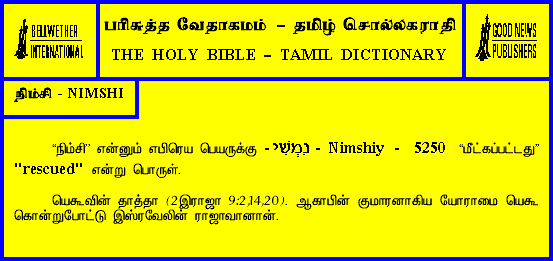 BELLWETHER
INTERNATIONAL
பரிசுத்த வேதாகமம் – தமிழ் சொல்லகராதி
THE HOLY BIBLE – TAMIL DICTIONARY
GOOD NEWS
PUBLISHERS
நிம்சி - NIMSHI
“நிம்சி” என்னும் எபிரெய பெயருக்கு - נִמְשִׁי - Nimshiy - 5250 “மீட்கப்பட்டது”
"rescued" என்று பொருள்.
யெகூவின் தாத்தா (2இராஜா 9:2,14,20). ஆகாபின் குமாரனாகிய யோராமை யெகூ
கொன்றுபோட்டு இஸ்ரவேலின் ராஜாவானான்.